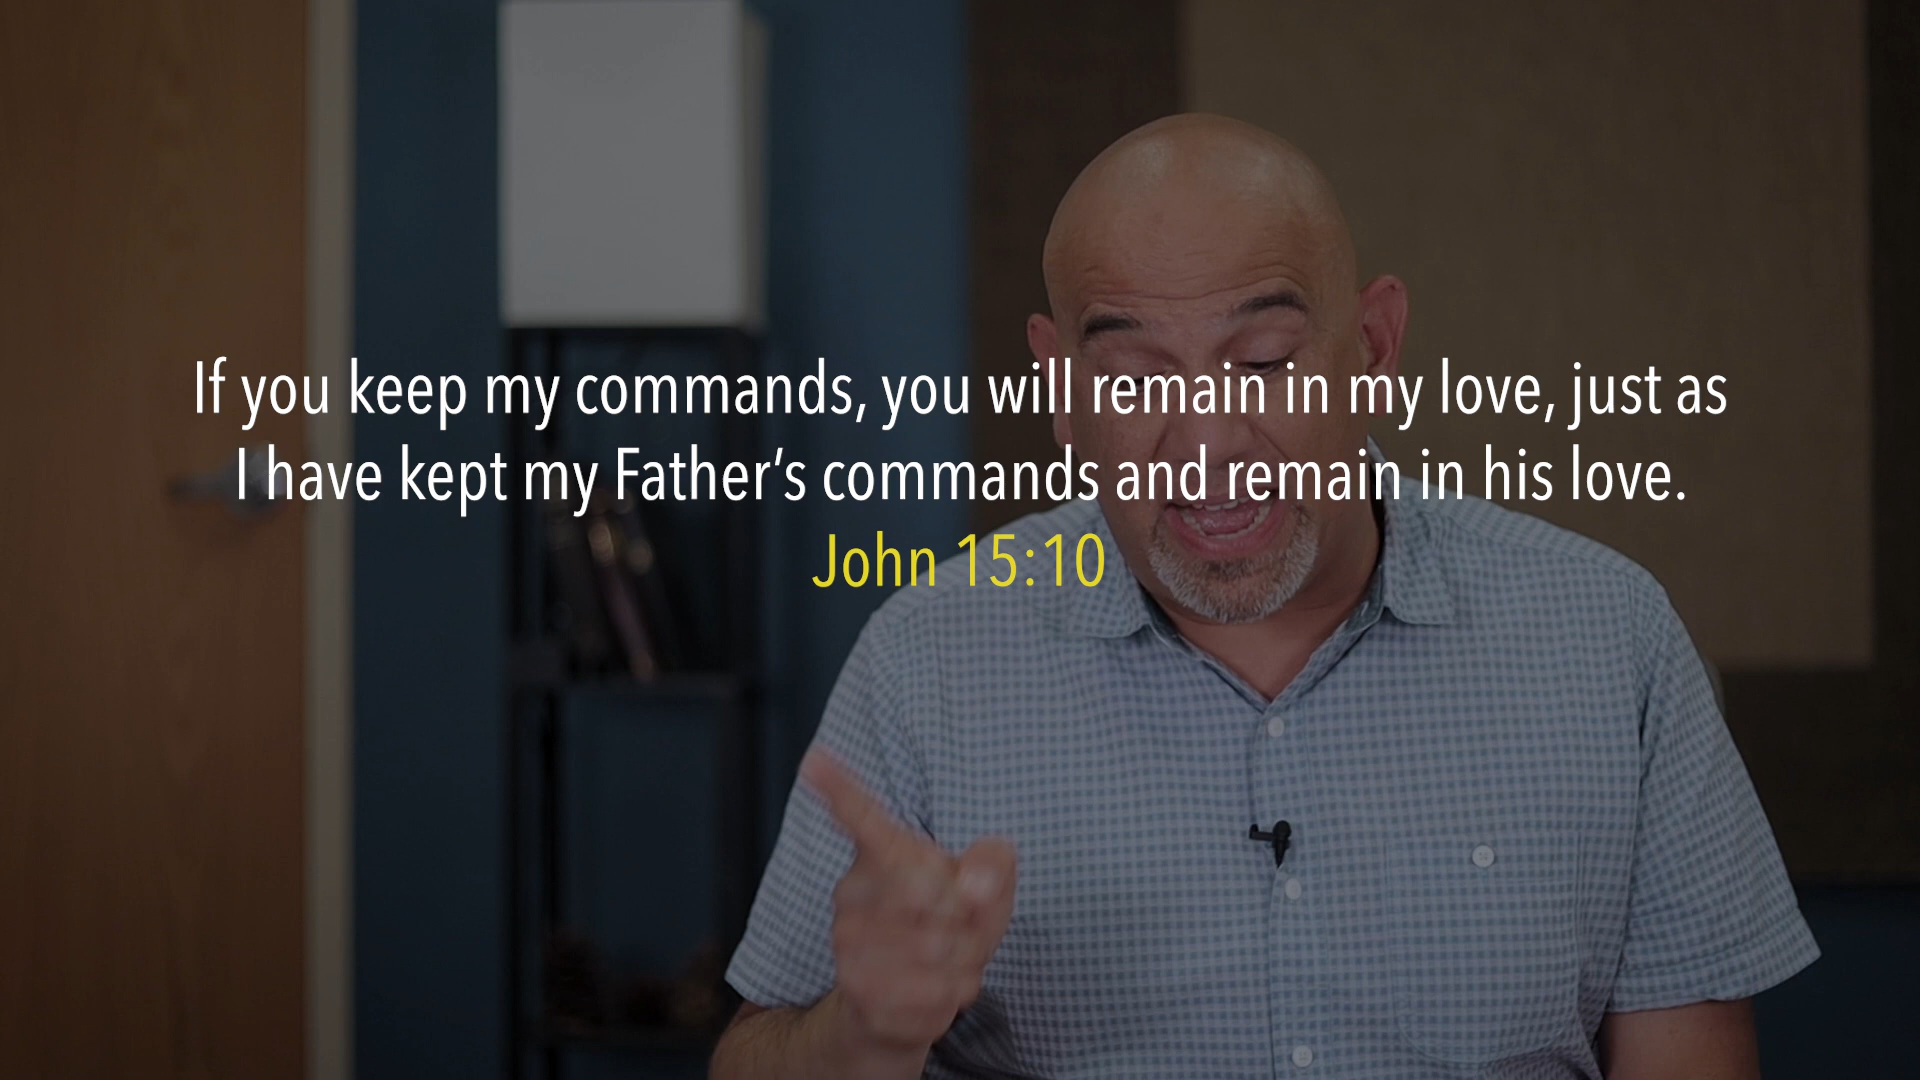 If you keep my commands, you will remain in my love, just as
I have kept my Father’s commands and remain in his love.
John 15:10